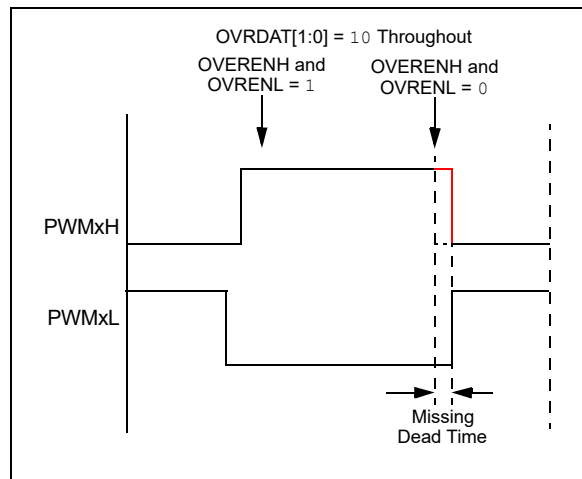 OVRDAT[1:0] = 10 Throughout
OVERENH and
OVRENL = 1
OVERENH and
OVRENL = 0
PWMxH
PWMxL
Missing
Dead Time